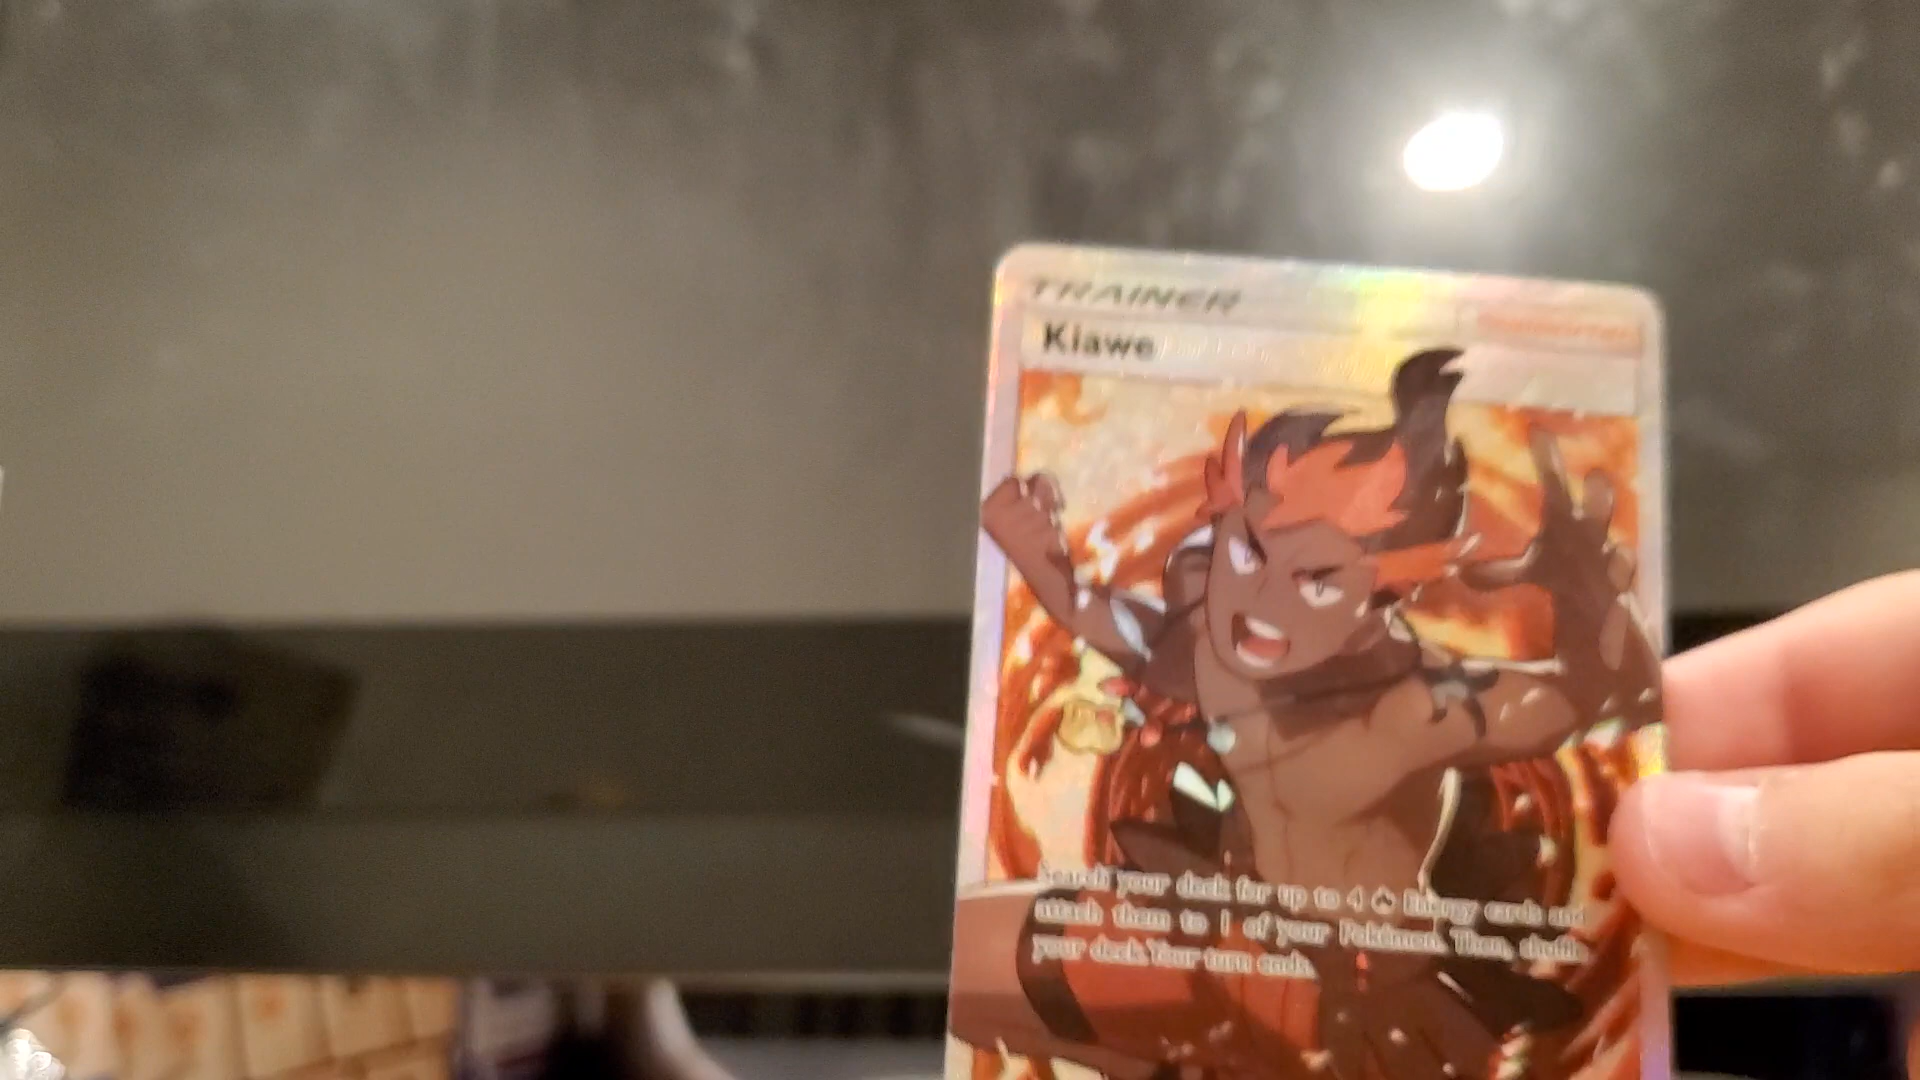 TRAINER
Kiawe
Search your deck for up to 4 Energy cards and
attach them to 1 of your Pokémon. Then, shuffle
your deck. Your turn ends.